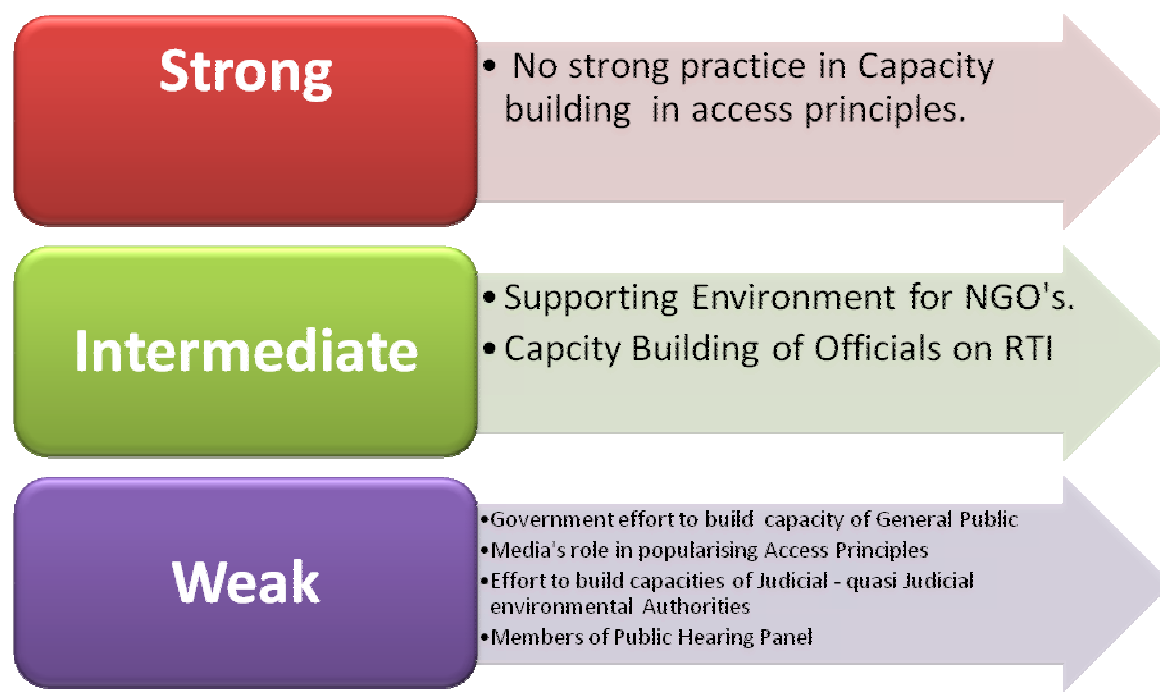 Strong
• No strong practice in Capacity
building in access principles.
Intermediate
•Supporting Environment for NGO's.
•Capcity Building of Officials on RTI
Weak
•Government effort to build capacity of General Public
•Media's role in popularising Access Principles
•Effort to build capacities of Judicial - quasi Judicial
environmental Authorities
•Members of Public Hearing Panel